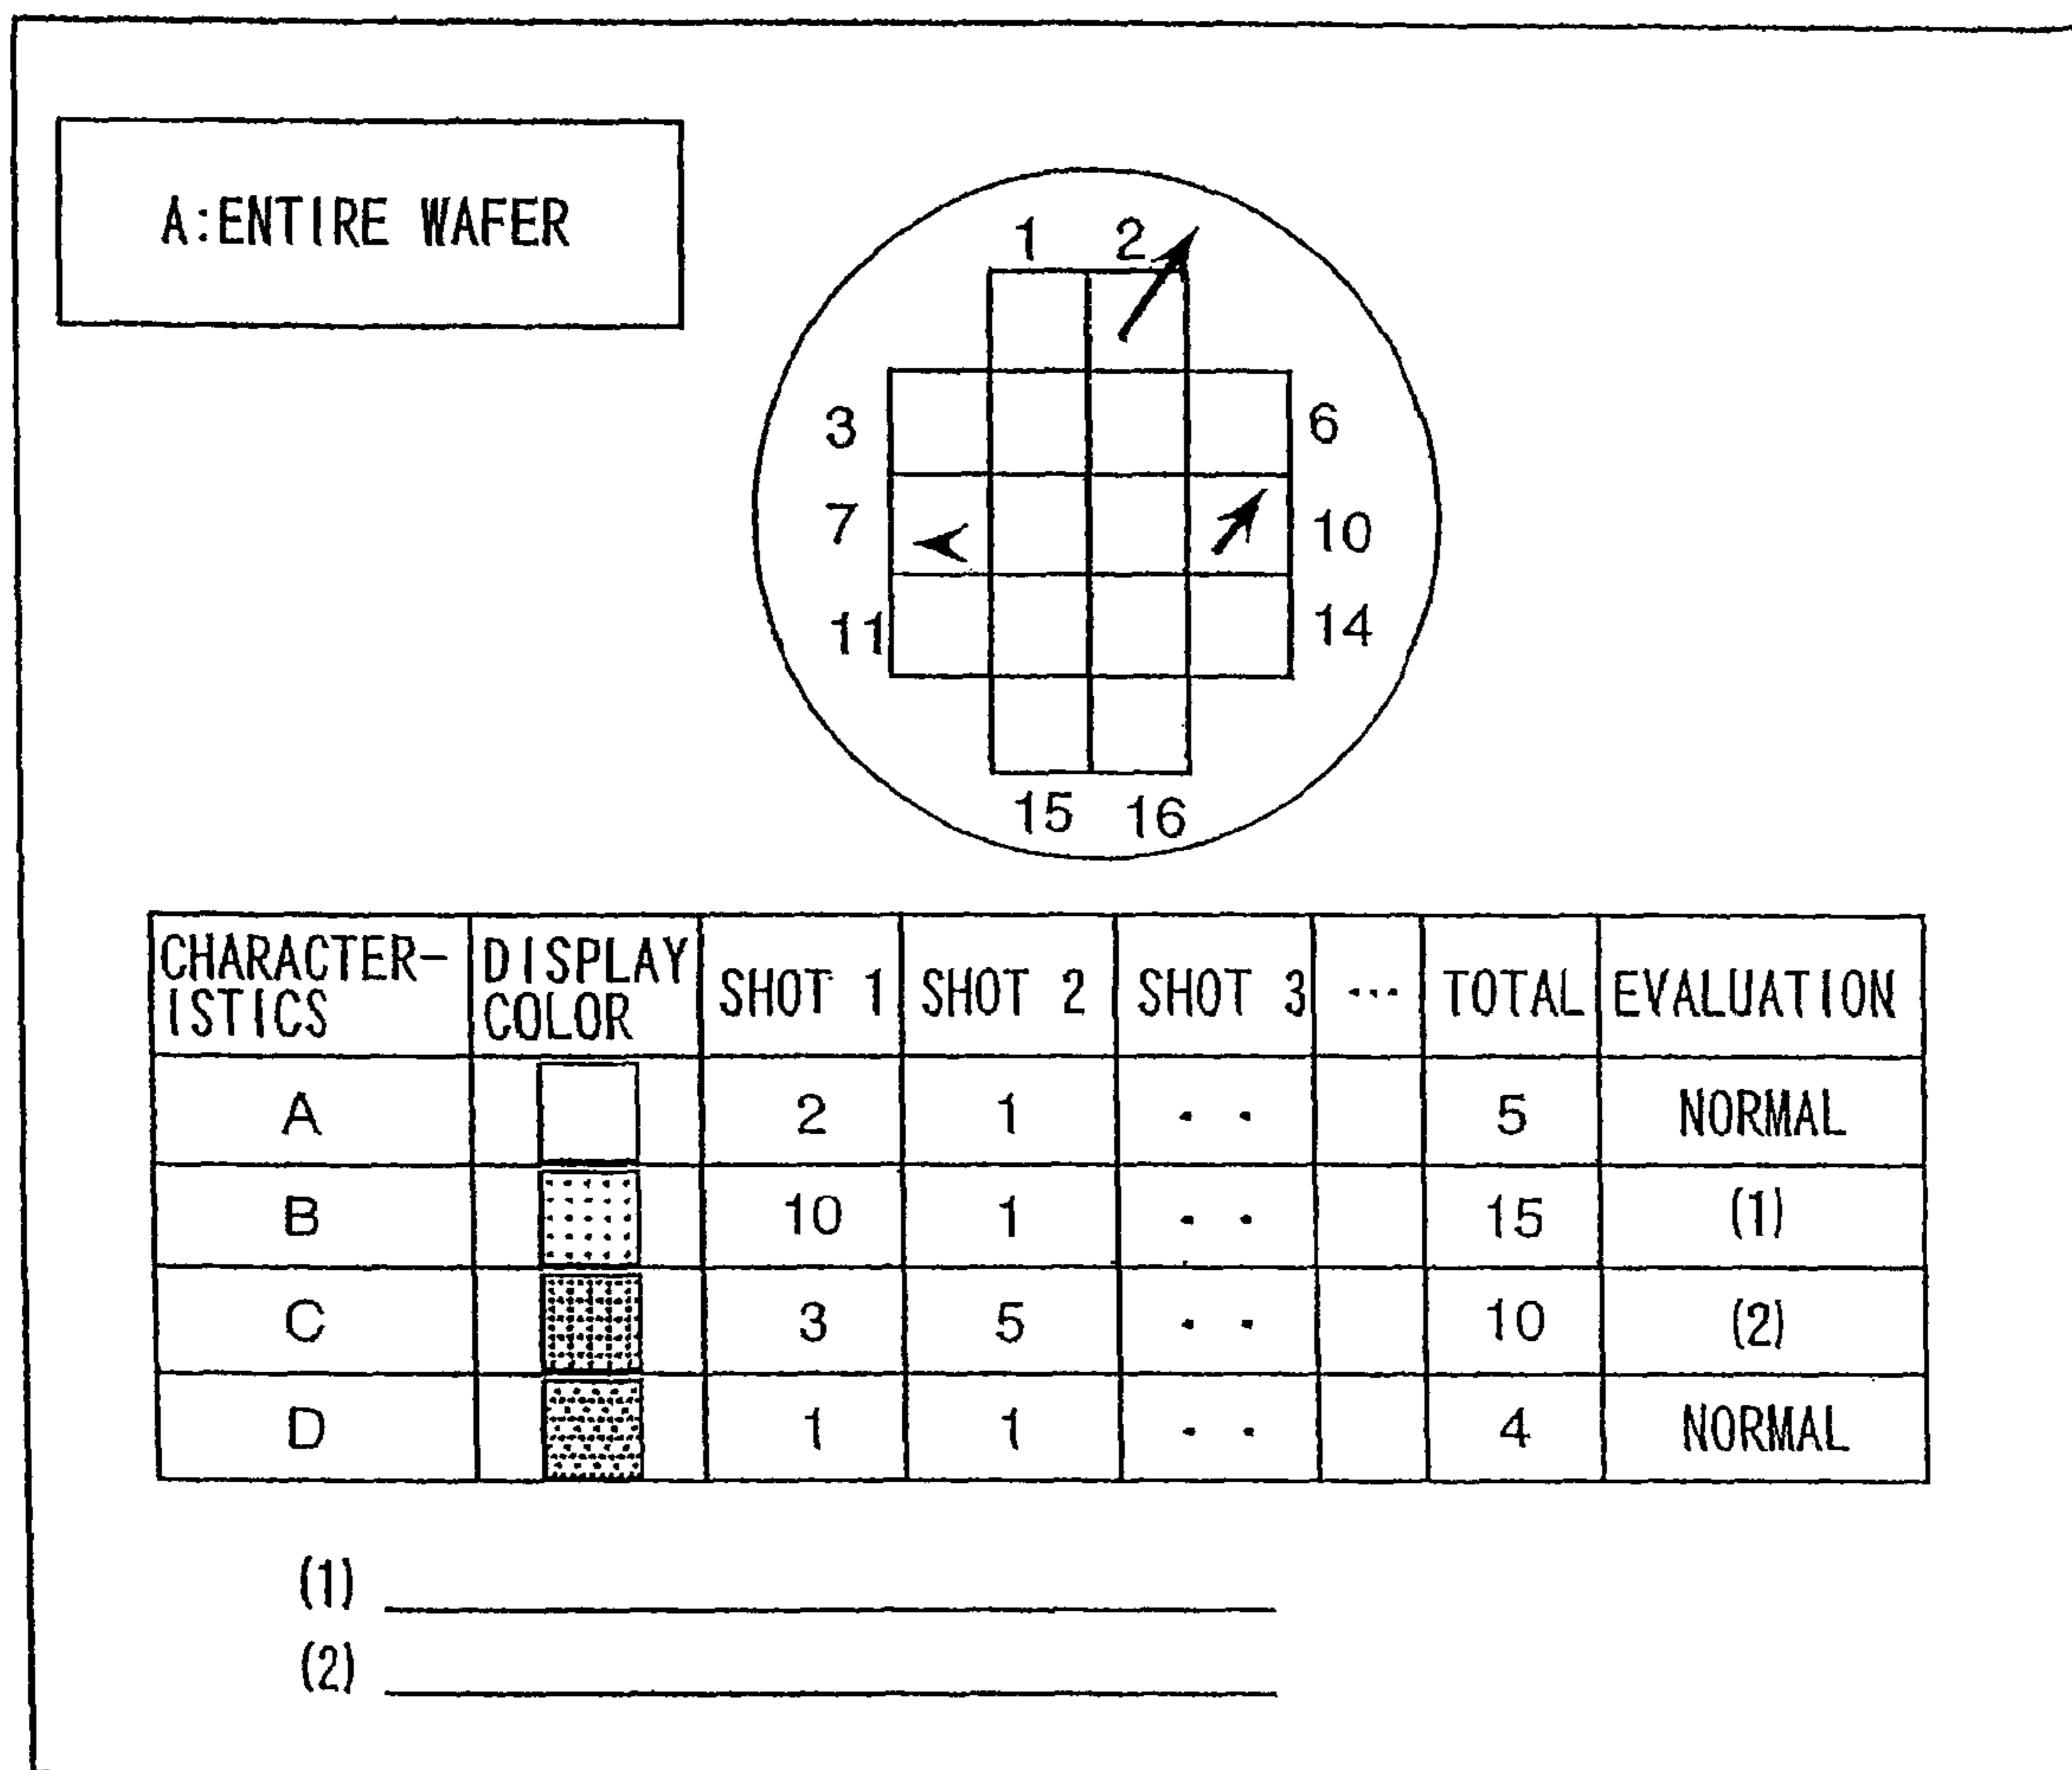 A:ENTIRE WAFER
1 2
3 6
7 10
11 14
15 16
CHARACTER-
ISTICS DISPLAY
COLOR SHOT 1 SHOT 2 SHOT 3 ... TOTAL EVALUATION
A 2 1 . . 5 NORMAL
B 10 1 . . 15 (1)
C 3 5 . . 10 (2)
D 1 1 . . 4 NORMAL
(1)
(2)